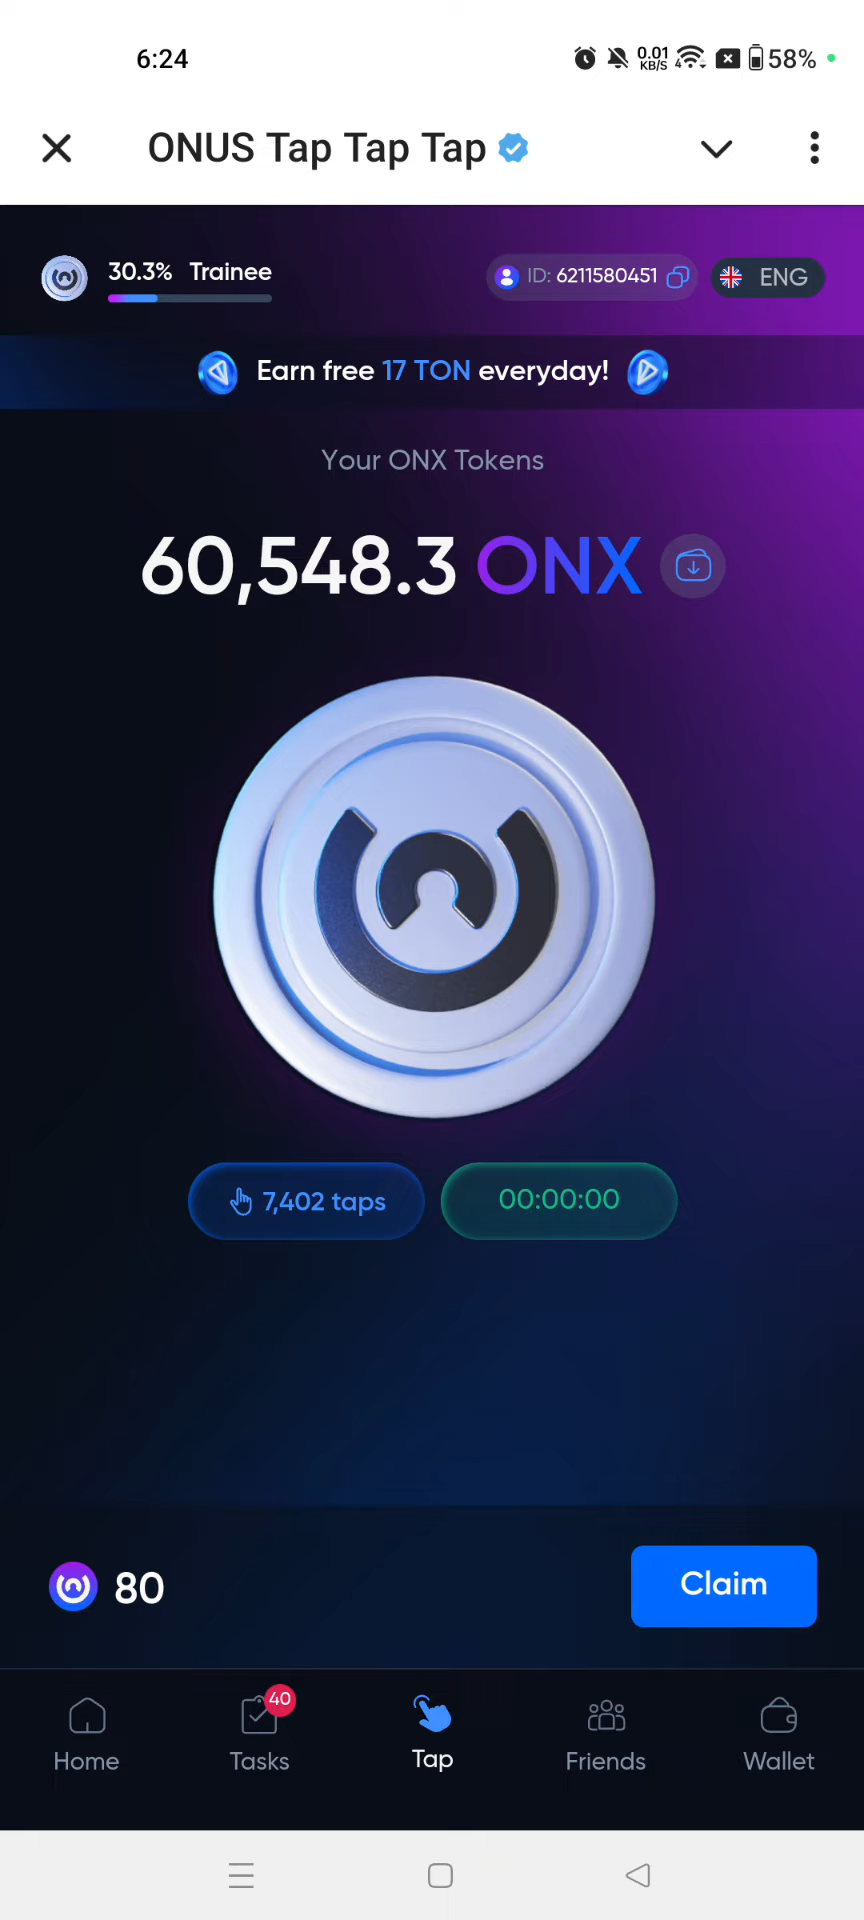 6:24
0.01
KB/S
4
58%
ONUS Tap Tap Tap
30.3% Trainee
ID: 6211580451
ENG
Earn free 17 TON everyday!
Your ONX Tokens
60,548.3 ONX
7,402 taps
00:00:00
80
Claim
40
Home
Tasks
Tap
Friends
Wallet